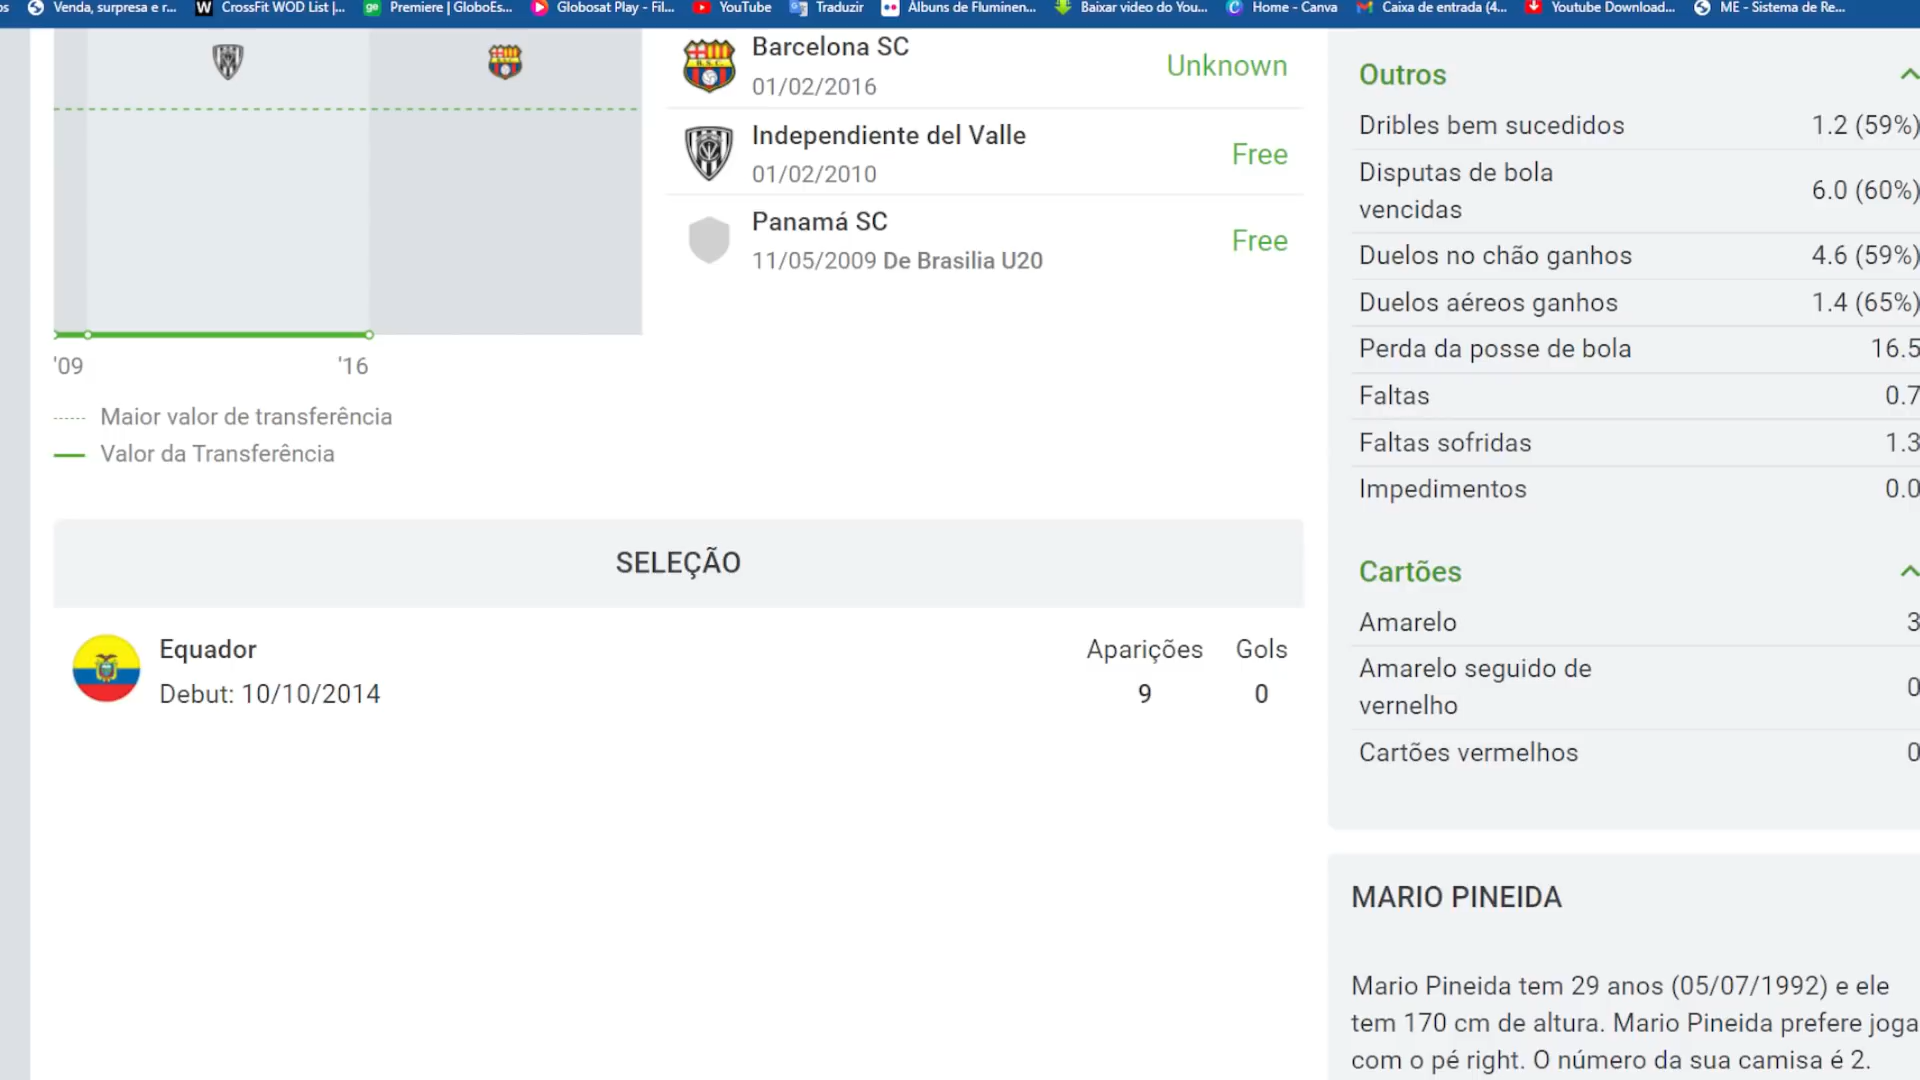 Venda, surpresa e r...
CrossFit WOD List |...
Premiere | GloboEs...
Globosat Play - Fil...
YouTube
Traduzir
Álbuns de Fluminen...
Baixar video do You...
Home - Canva
Caixa de entrada (4...
Youtube Download...
ME - Sistema de Re...
'09
'16
Maior valor de transferência
Valor da Transferência
Barcelona SC
01/02/2016
Unknown
Independiente del Valle
01/02/2010
Free
Panamá SC
11/05/2009 De Brasilia U20
Free
SELEÇÃO
Equador
Debut: 10/10/2014
Aparições Gols
9 0
Outros
Dribles bem sucedidos 1.2 (59%)
Disputas de bola
vencidas
6.0 (60%)
Duelos no chão ganhos 4.6 (59%)
Duelos aéreos ganhos 1.4 (65%)
Perda da posse de bola 16.5
Faltas 0.7
Faltas sofridas 1.3
Impedimentos 0.0
Cartões
Amarelo 3
Amarelo seguido de
vernelho
0
Cartões vermelhos 0
MARIO PINEIDA
Mario Pineida tem 29 anos (05/07/1992) e ele
tem 170 cm de altura. Mario Pineida prefere joga
com o pé right. O número da sua camisa é 2.